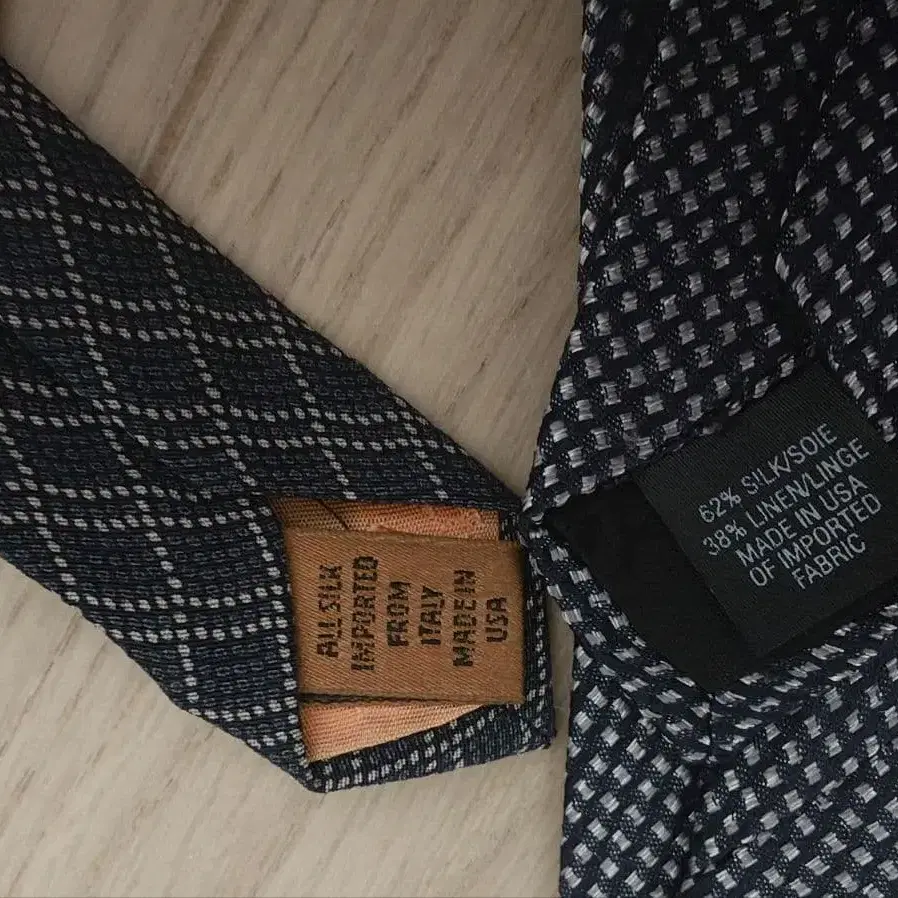 ALL SILK
IMPORTED
FROM
ITALY
MADE IN
USA
62% SILK/SOIE
38% LINEN/LINGE
MADE IN USA
OF IMPORTED
FABRIC